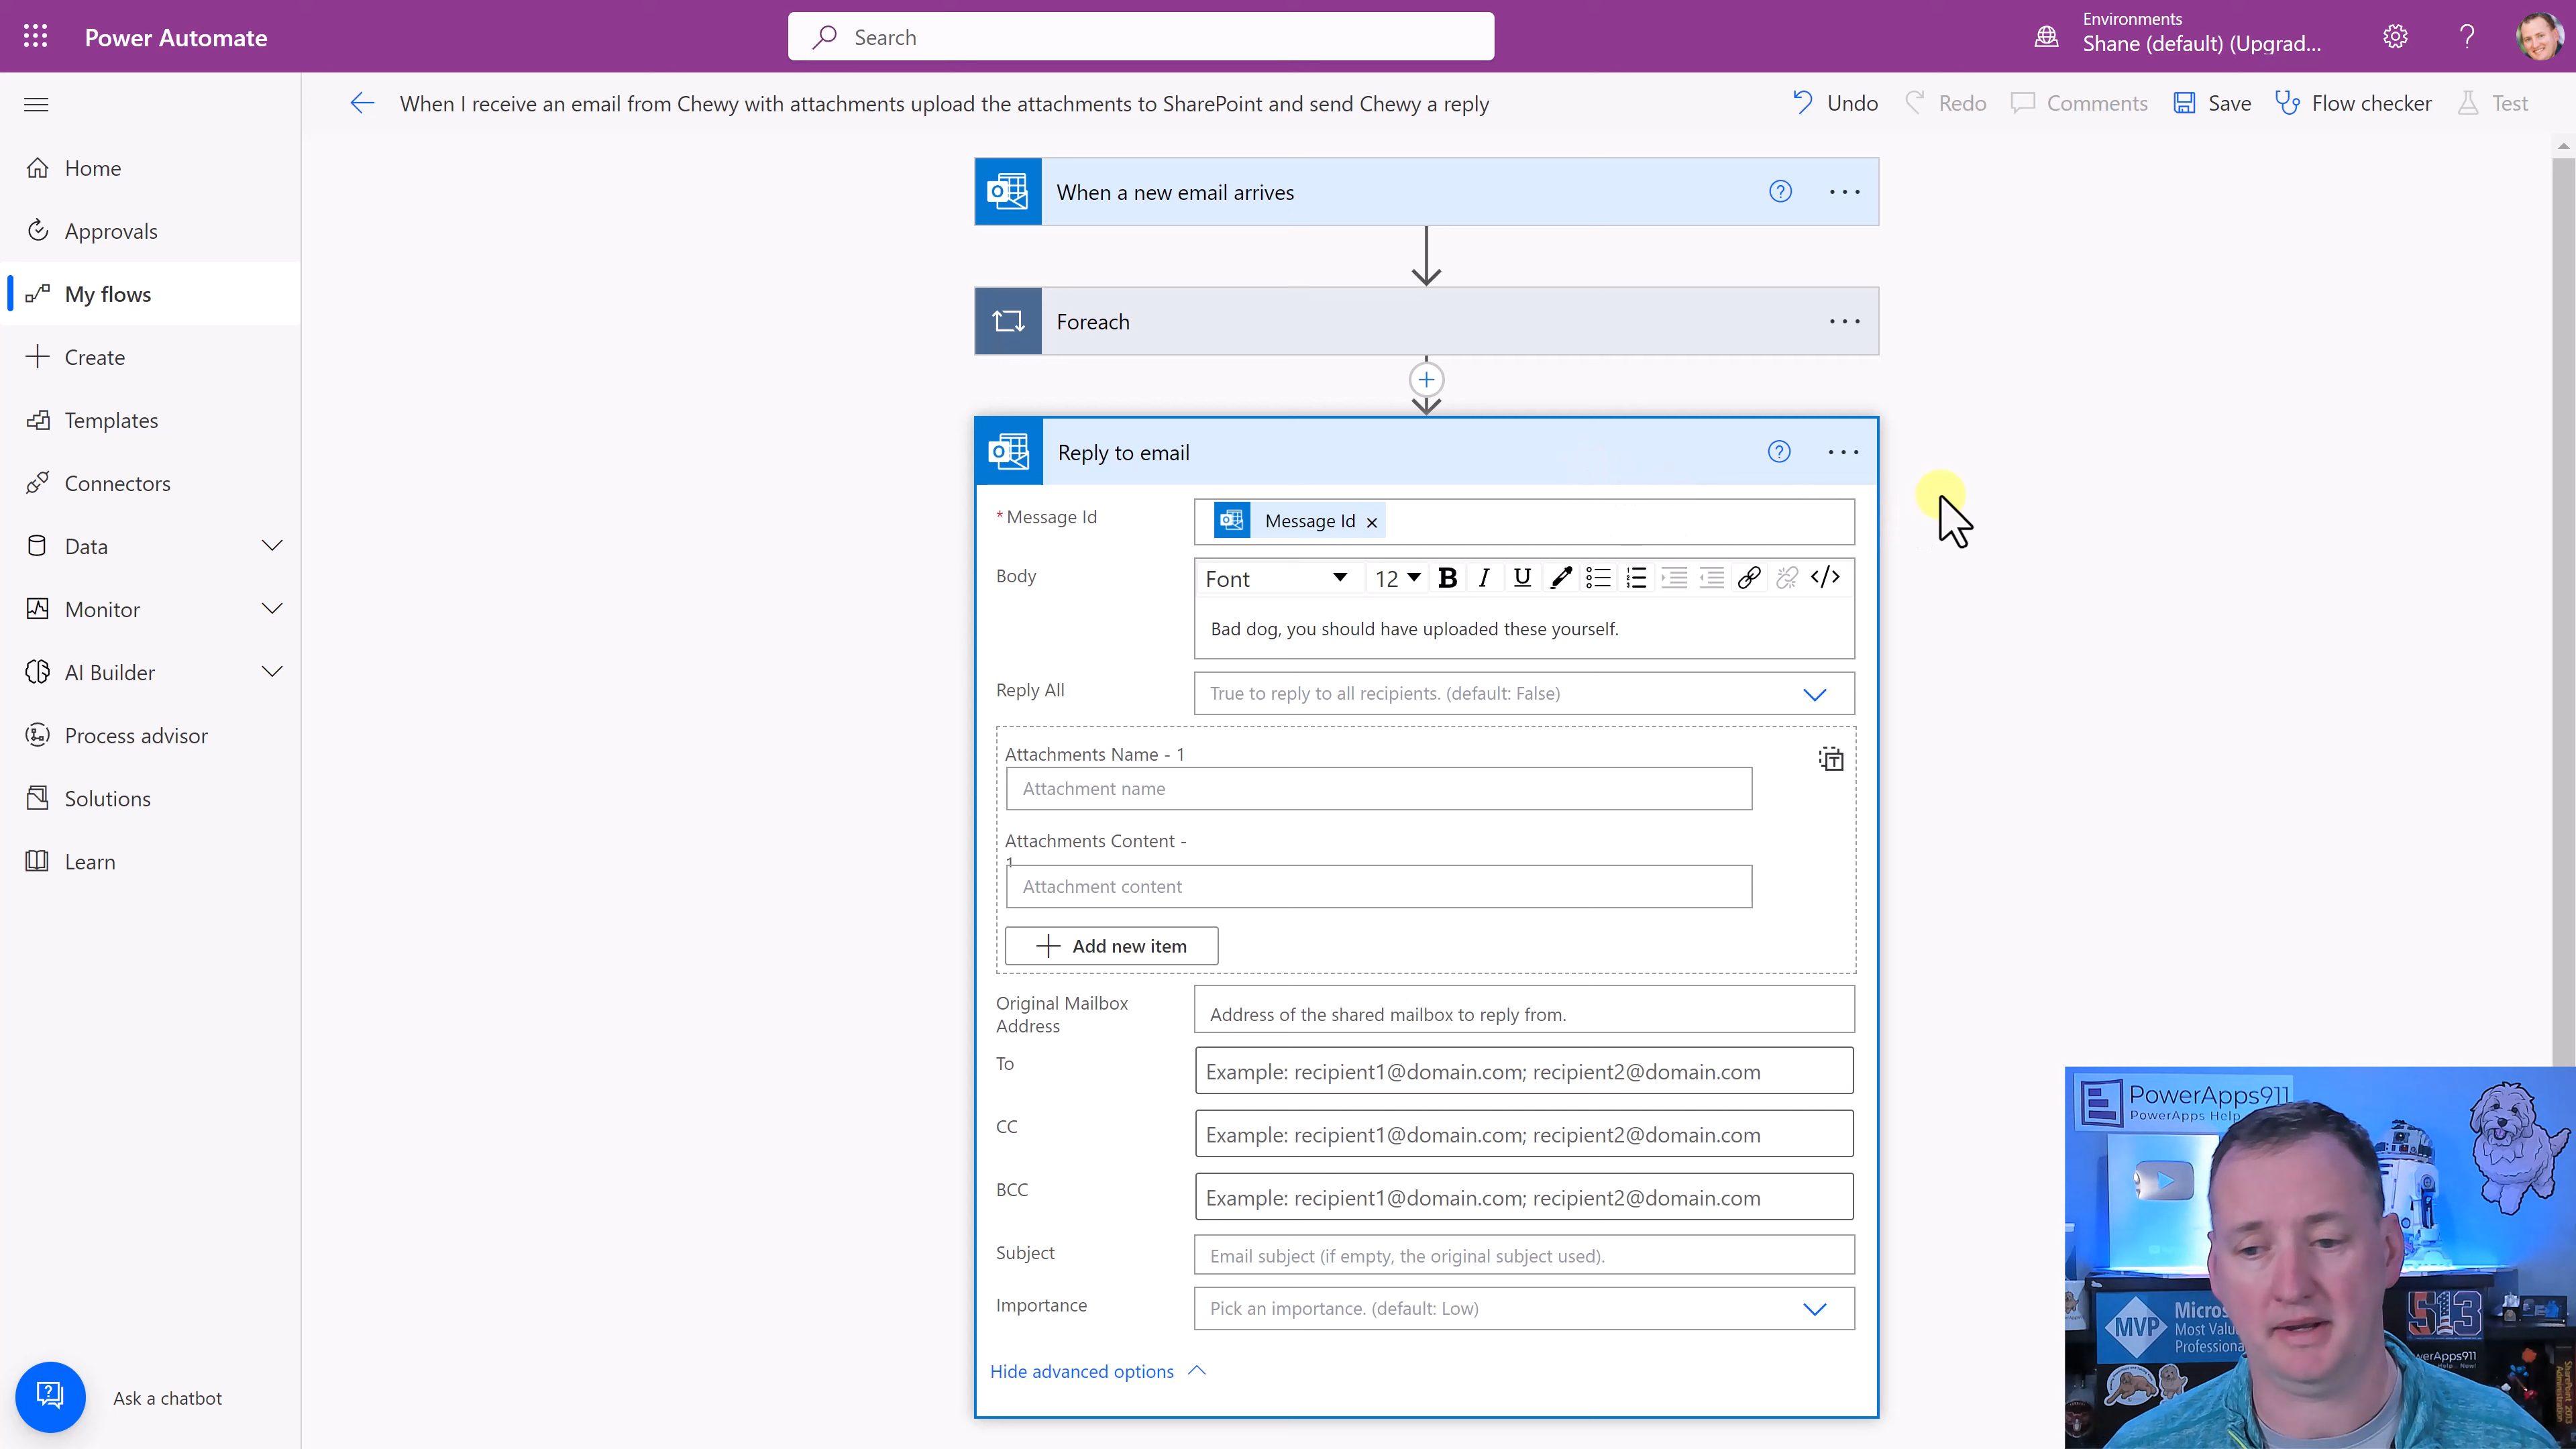 Power Automate
Search
Environments
Shane (default) (Upgrad...
When I receive an email from Chewy with attachments upload the attachments to SharePoint and send Chewy a reply
Undo
Redo
Comments
Save
Flow checker
Test
Home
Approvals
My flows
Create
Templates
Connectors
Data
Monitor
AI Builder
Process advisor
Solutions
Learn
Ask a chatbot
When a new email arrives
Foreach
Reply to email
* Message Id
Message Id ×
Body
Font
12
B I U </>
Bad dog, you should have uploaded these yourself.
Reply All
True to reply to all recipients. (default: False)
Attachments Name - 1
Attachment name
Attachments Content -
1
Attachment content
Add new item
Original Mailbox
Address
Address of the shared mailbox to reply from.
To
Example: recipient1@domain.com; recipient2@domain.com
CC
Example: recipient1@domain.com; recipient2@domain.com
BCC
Example: recipient1@domain.com; recipient2@domain.com
Subject
Email subject (if empty, the original subject used).
Importance
Pick an importance. (default: Low)
Hide advanced options
PowerApps911
PowerApps Help
MVP
Micros
Most Valu
Professiona
513